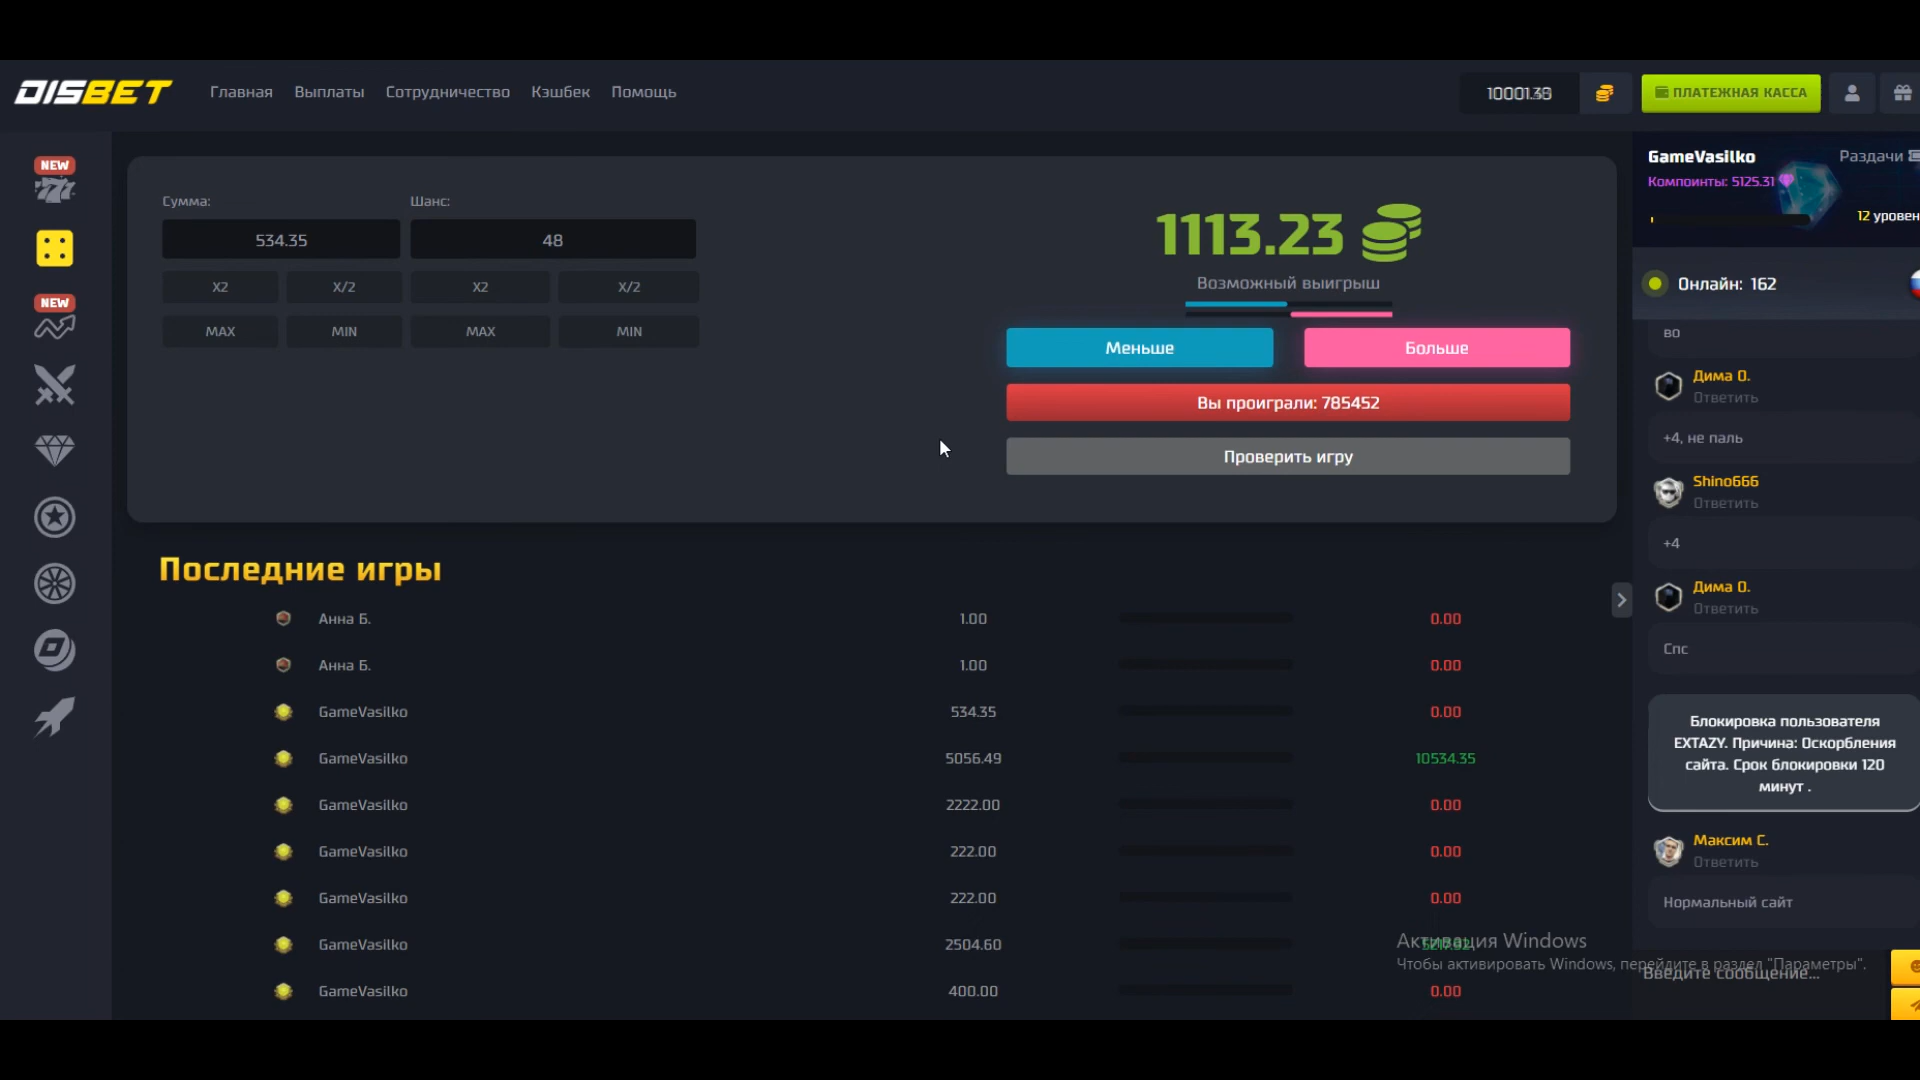 DISBET
Главная Выплаты Сотрудничество Кэшбек Помощь
ПЛАТЕЖНАЯ КАССА
NEW
NEW
Сумма: Шанс:
534.35 48
X2 X/2 X2 X/2
MAX MIN MAX MIN
1113.23
Возможный выигрыш
Меньше Больше
Вы проиграли: 785452
Проверить игру
Последние игры
Анна Б. 1.00 0.00
Анна Б. 1.00 0.00
GameVasilko 534.35 0.00
GameVasilko 5056.49 10534.35
GameVasilko 2222.00 0.00
GameVasilko 222.00 0.00
GameVasilko 222.00 0.00
GameVasilko 2504.60
GameVasilko 400.00 0.00
GameVasilko Раздачи
Компоинты: 5125.31
12 уровен
Онлайн: 162
во
Дима О.
Ответить
+4, не паль
Shino666
Ответить
+4
Дима О.
Ответить
Спс
Блокировка пользователя
EXTAZY. Причина: Оскорбления
сайта. Срок блокировки 120
минут .
Максим С.
Ответить
Нормальный сайт
Введите сообщение...
Активация Windows
Чтобы активировать Windows, перейдите в раздел "Параметры".